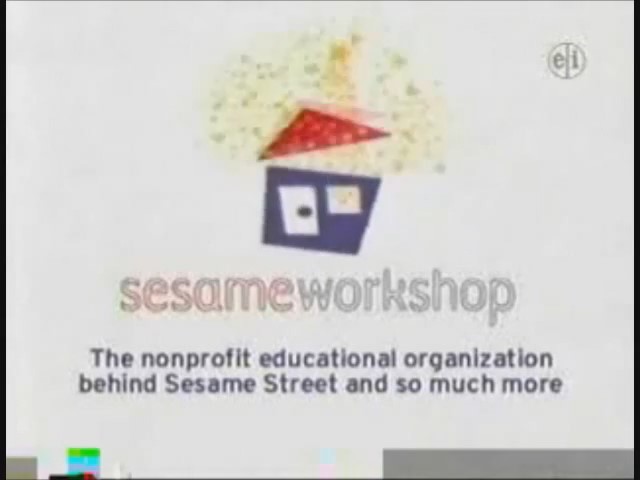 e/i
sesameworkshop
The nonprofit educational organization
behind Sesame Street and so much more